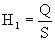 H₁ = Q/S